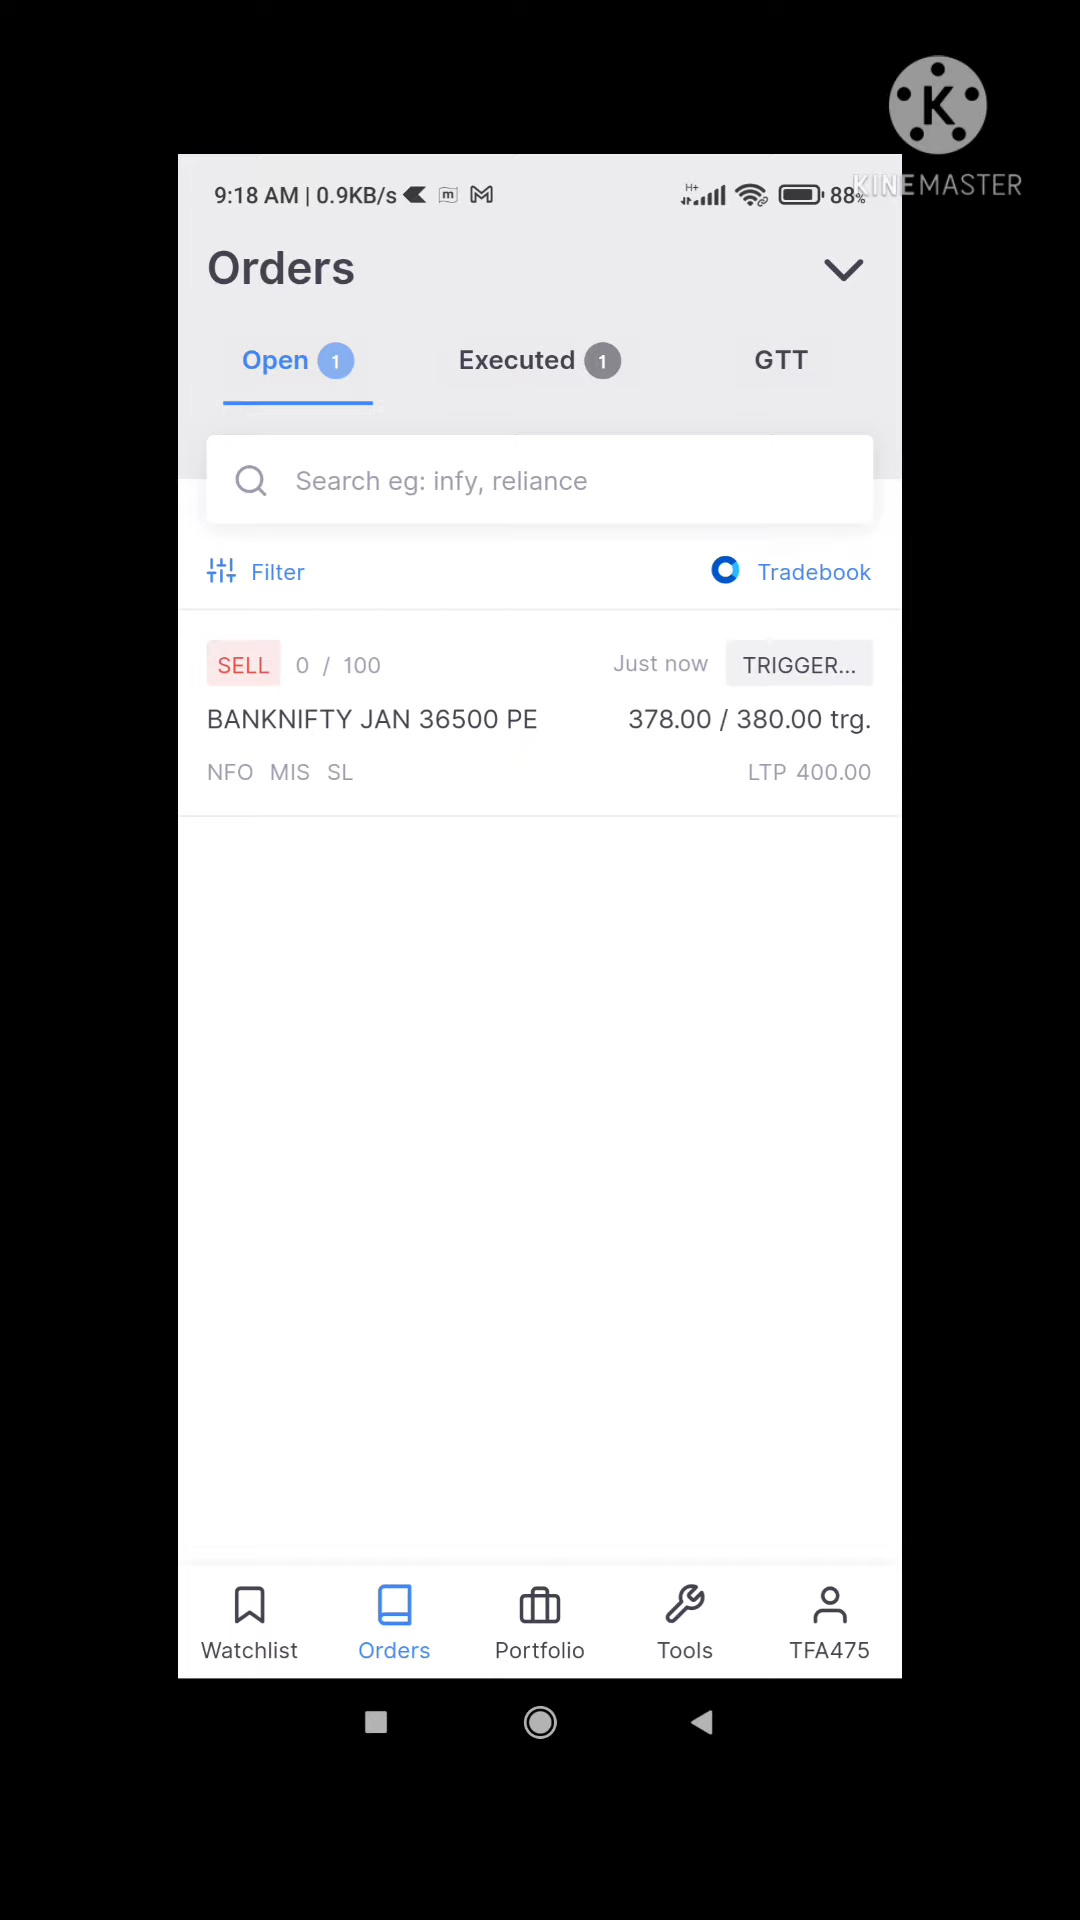 K
KINEMASTER
9:18 AM | 0.9KB/s m M H+ 88%
Orders
Open 1 Executed 1 GTT
Search eg: infy, reliance
Filter Tradebook
SELL 0 / 100 Just now TRIGGER...
BANKNIFTY JAN 36500 PE 378.00 / 380.00 trg.
NFO MIS SL LTP 400.00
Watchlist Orders Portfolio Tools TFA475